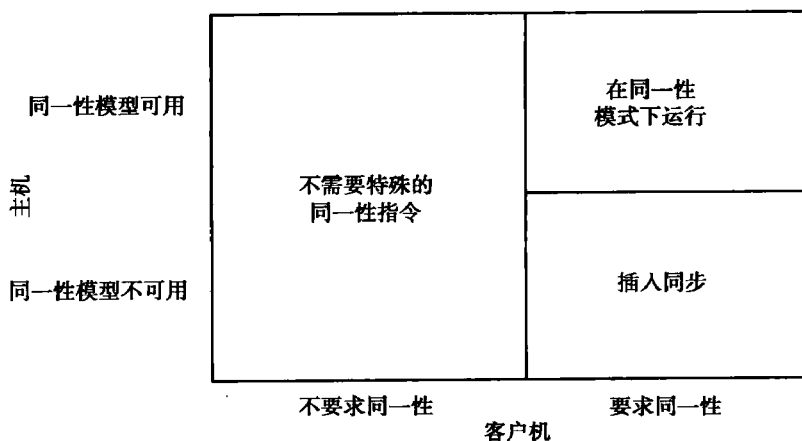 在同一性
模式下运行
同一性模型可用
主机
不需要特殊的
同一性指令
同一性模型不可用
插入同步
不要求同一性
要求同一性
客户机